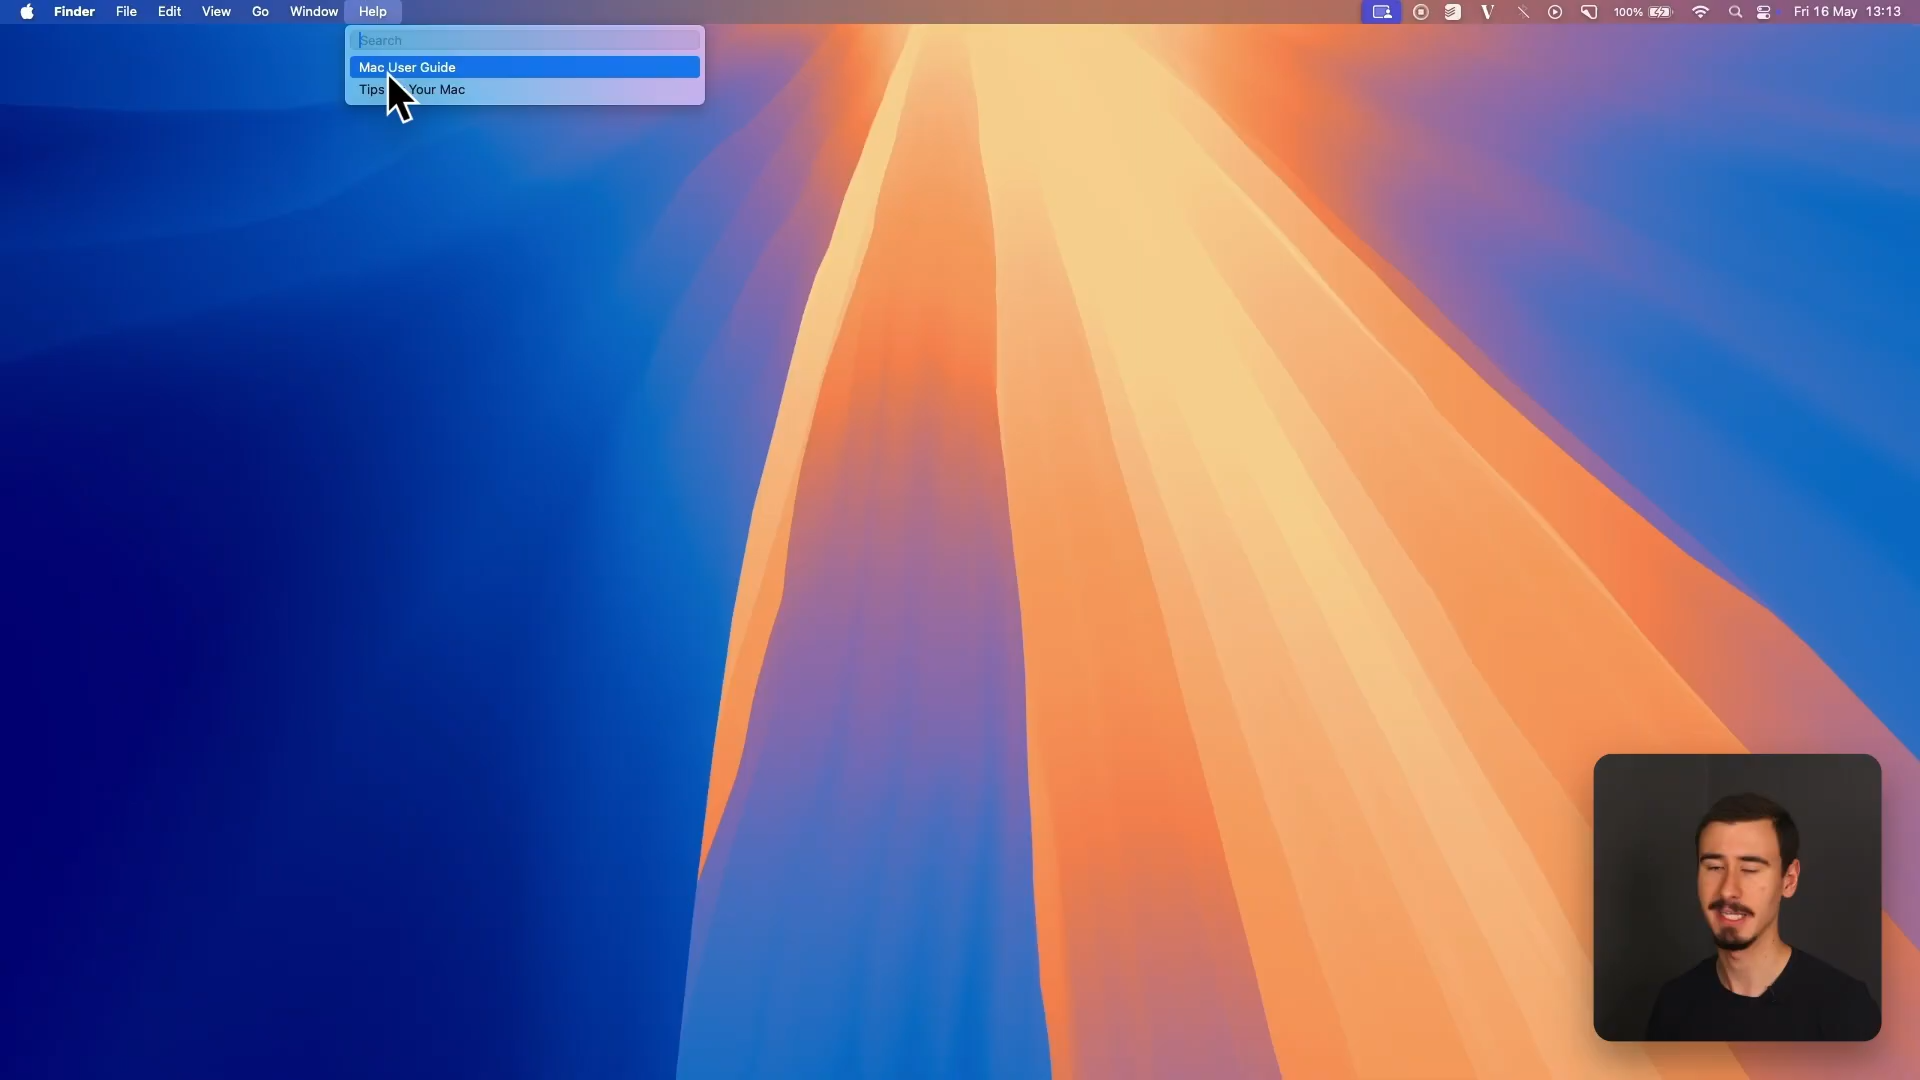 Finder File Edit View Go Window Help 100% Fri 16 May 13:13
Search
Mac User Guide
Tips Your Mac